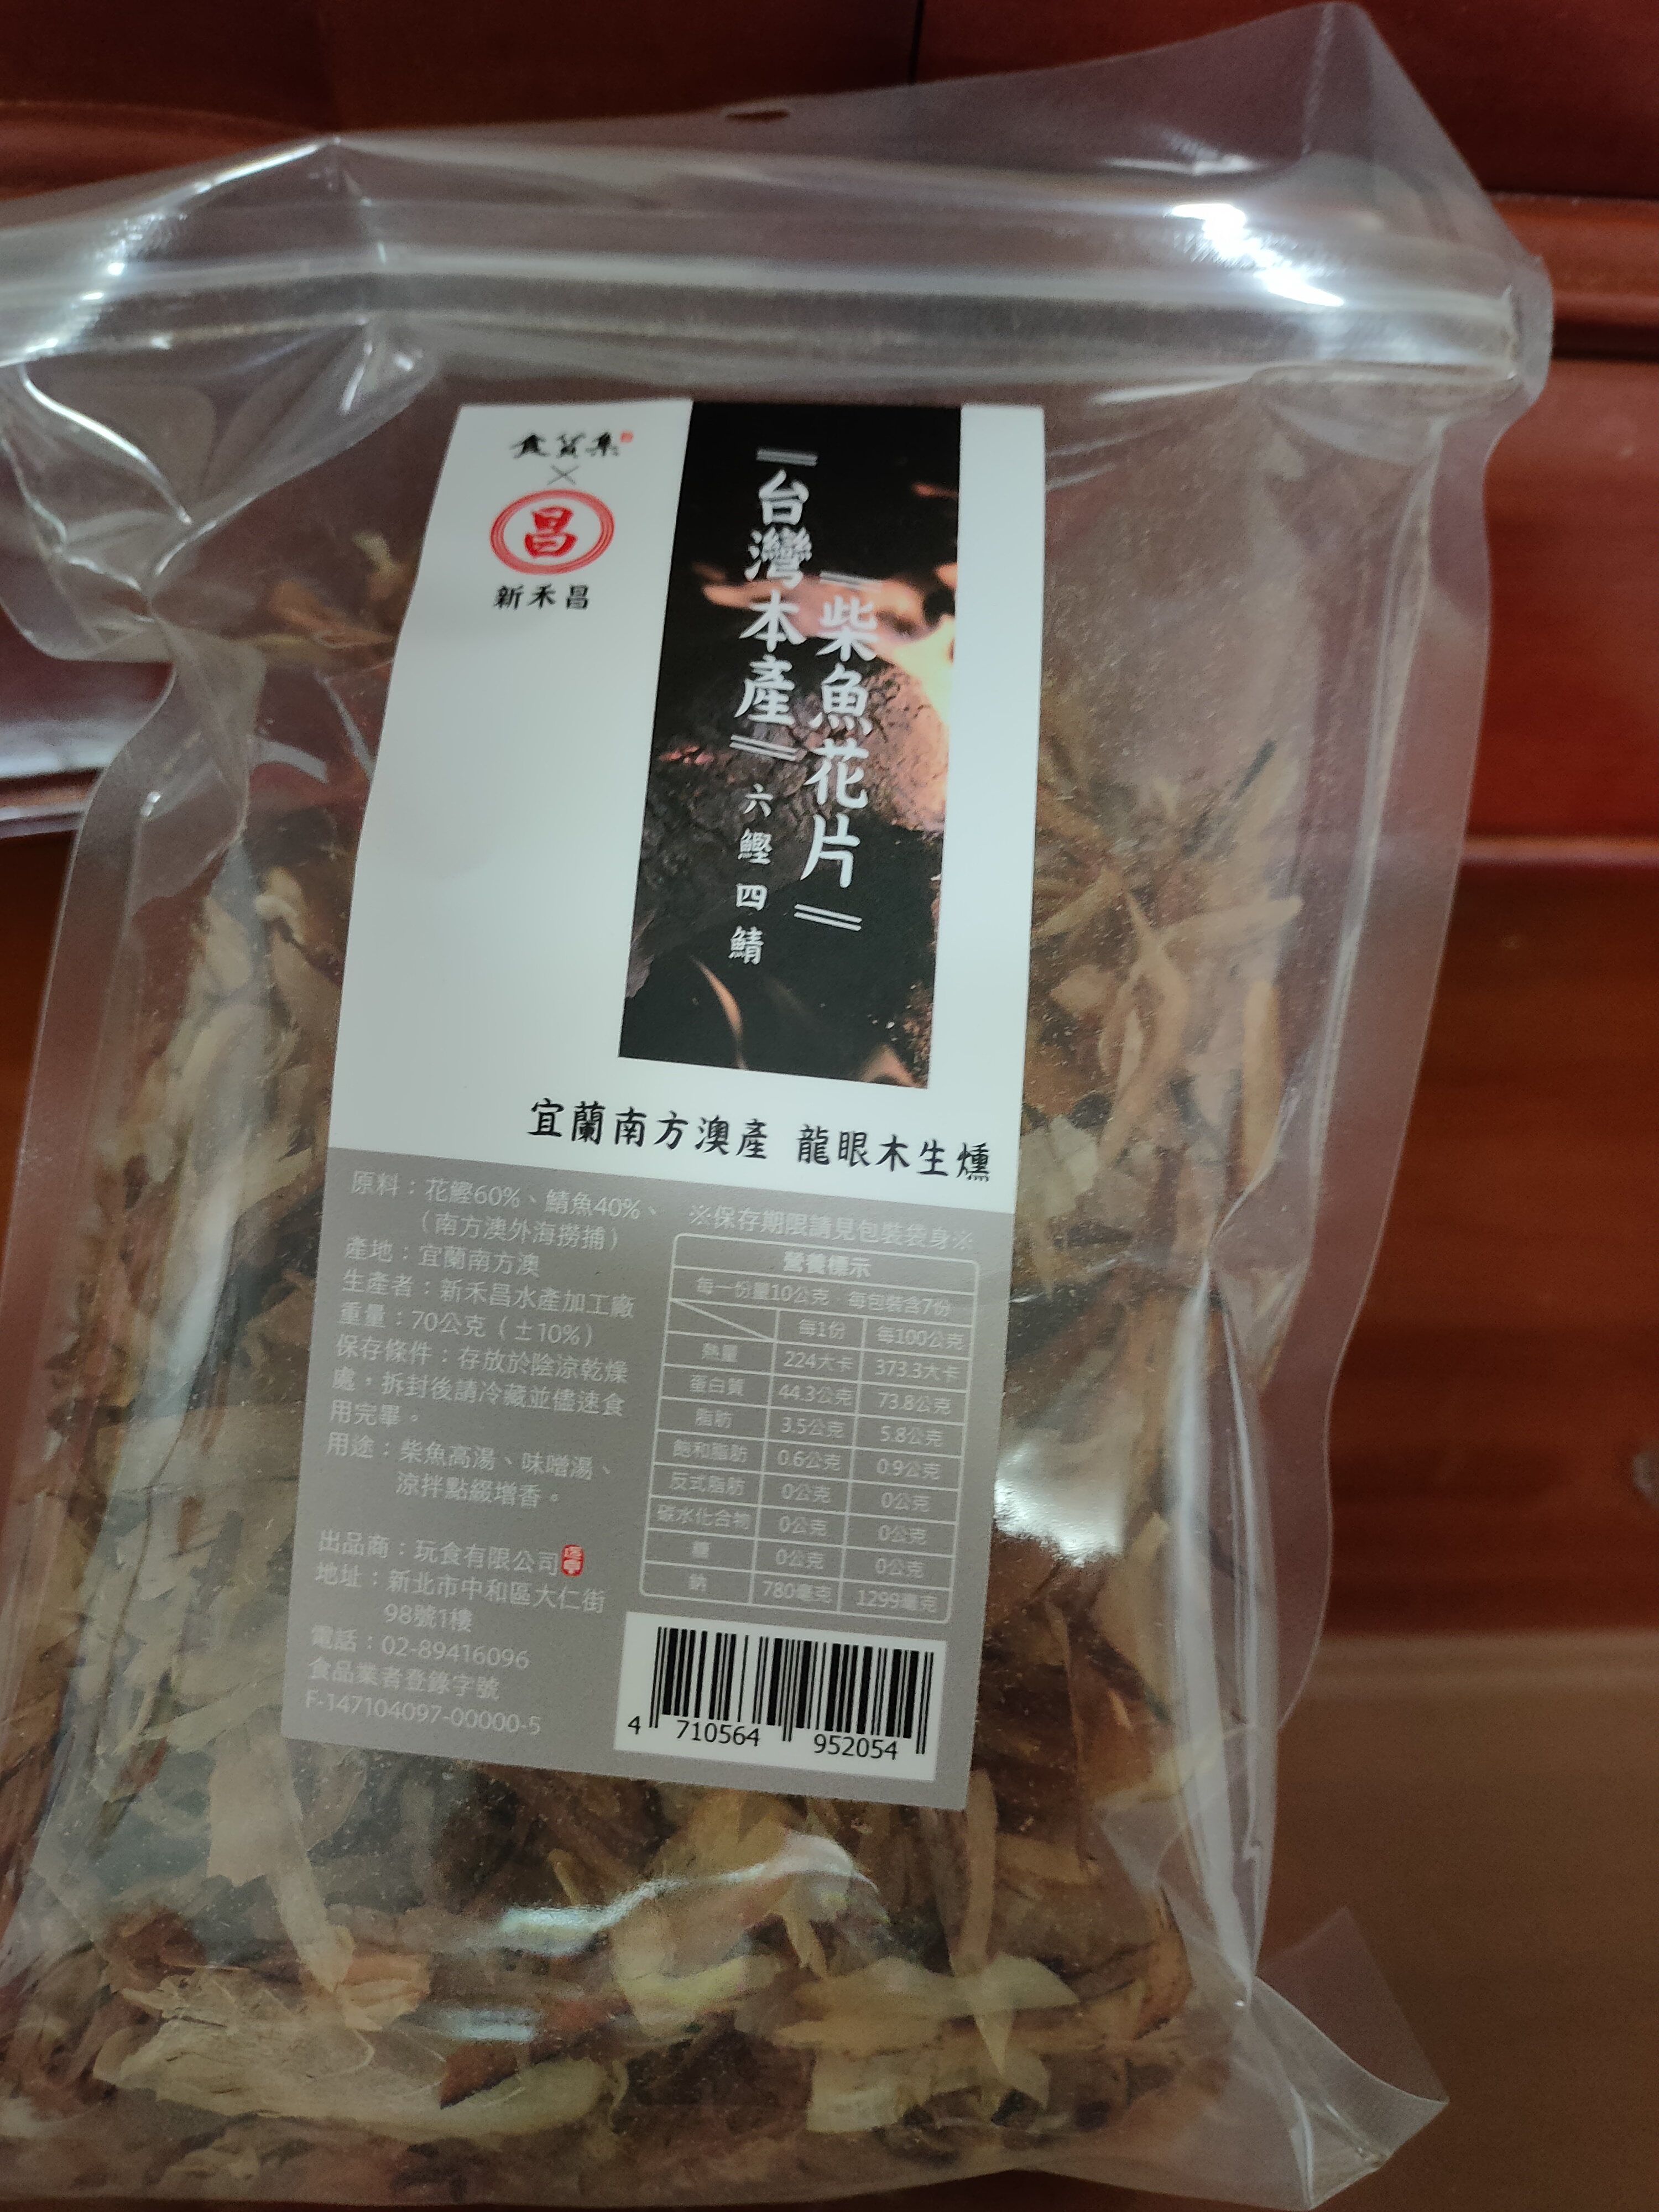 食貨集
×
昌
新禾昌
柴魚花片
台灣本產
六鰹四鯖
宜蘭南方澳產 龍眼木生燻
原料：花鰹60%、鯖魚40%、
（南方澳外海撈捕）
產地：宜蘭南方澳
生產者：新禾昌水產加工廠
重量：70公克（±10%）
保存條件：存放於陰涼乾燥
處，拆封後請冷藏並儘速食
用完畢。
用途：柴魚高湯、味噌湯、
涼拌點綴增香。
出品商：玩食有限公司
地址：新北市中和區大仁街
98號1樓
電話：02-89416096
食品業者登錄字號
F-147104097-00000-5
※保存期限請見包裝袋身※
營養標示
每一份量10公克 每包裝含7份
每1份 每100公克
熱量 224大卡 373.3大卡
蛋白質 44.3公克 73.8公克
脂肪 3.5公克 5.8公克
飽和脂肪 0.6公克 0.9公克
反式脂肪 0公克 0公克
碳水化合物 0公克 0公克
糖 0公克 0公克
鈉 780毫克 1299毫克
4 710564 952054